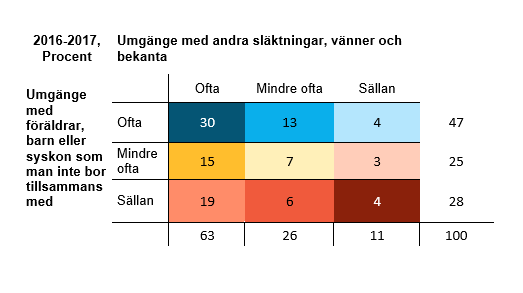 2016-2017, Umgänge med andra släktningar, vänner och
Procent bekanta
Ofta Mindre ofta Sällan
Umgänge
med
föräldrar,
barn eller
syskon som
man inte bor
tillsammans
med
Ofta 30 13 4 47
Mindre
ofta 15 7 3 25
Sällan 19 6 4 28
63 26 11 100